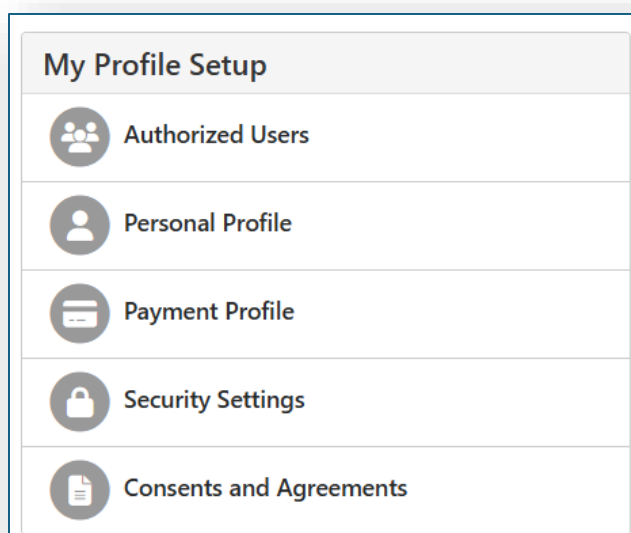 My Profile Setup
Authorized Users
Personal Profile
Payment Profile
Security Settings
Consents and Agreements